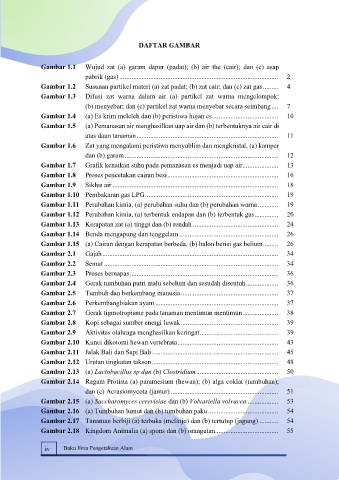 DAFTAR GAMBAR
Gambar 1.1 Wujud zat (a) garam dapur (padat); (b) air the (cair); dan (c) asap
pabrik (gas) ........ 2
Gambar 1.2 Susunan partikel materi (a) zat padat; (b) zat cair; dan (c) zat gas ........ 4
Gambar 1.3 Difusi zat warna dalam air (a) partikel zat warna mengelompok;
(b) menyebar; dan (c) partikel zat warna menyebar secara seimbang .... 7
Gambar 1.4 (a) Es krim meleleh dan (b) peristiwa hujan es ........ 10
Gambar 1.5 (a) Pemanasan air menghasilkan uap air dan (b) terbentuknya air cair di
atas daun tanaman ........ 11
Gambar 1.6 Zat yang mengalami peristiwa menyublim dan mengkristal, (a) kamper
dan (b) garam ........ 12
Gambar 1.7 Grafik kenaikan suhu pada pemanasan es menjadi uap air ........ 13
Gambar 1.8 Proses pencetakan cairan besi ........ 16
Gambar 1.9 Siklus air ........ 18
Gambar 1.10 Pembakaran gas LPG ........ 19
Gambar 1.11 Perubahan kimia, (a) perubahan suhu dan (b) perubahan warna ........ 19
Gambar 1.12 Perubahan kimia, (a) terbentuk endapan dan (b) terbentuk gas ........ 20
Gambar 1.13 Kerapatan zat (a) tinggi dan (b) rendah ........ 24
Gambar 1.14 Benda mengapung dan tenggelam ........ 26
Gambar 1.15 (a) Cairan dengan kerapatan berbeda, (b) balon berisi gas helium ........ 26
Gambar 2.1 Gajah ........ 34
Gambar 2.2 Semut ........ 34
Gambar 2.3 Proses bernapas ........ 36
Gambar 2.4 Gerak tumbuhan putri malu sebelum dan sesudah disentuh ........ 36
Gambar 2.5 Tumbuh dan berkembang manusia ........ 37
Gambar 2.6 Perkembangbiakan ayam ........ 37
Gambar 2.7 Gerak tigmotropisme pada tanaman mentimun mentimun ........ 38
Gambar 2.8 Kopi sebagai sumber energi luwak ........ 39
Gambar 2.9 Aktivitas olahraga menghasilkan keringat ........ 39
Gambar 2.10 Kunci dikotomi hewan vertebrata ........ 43
Gambar 2.11 Jalak Bali dan Sapi Bali ........ 45
Gambar 2.12 Urutan tingkatan takson ........ 48
Gambar 2.13 (a) Lactobacillus sp dan (b) Clostridium ........ 50
Gambar 2.14 Ragam Protista (a) paramesium (hewan); (b) alga coklat (tumbuhan);
dan (c) Acrasiomycota (jamur) ........ 51
Gambar 2.15 (a) Saccharomyces cerevisiae dan (b) Volvariella volvacea ........ 53
Gambar 2.16 (a) Tumbuhan lumut dan (b) tumbuhan paku ........ 54
Gambar 2.17 Tanaman berbiji (a) terbuka (melinjo) dan (b) tertutup (jagung) ........ 54
Gambar 2.18 Kingdom Animalia (a) spons dan (b) orangutan ........ 55
iv Buku Ilmu Pengetahuan Alam